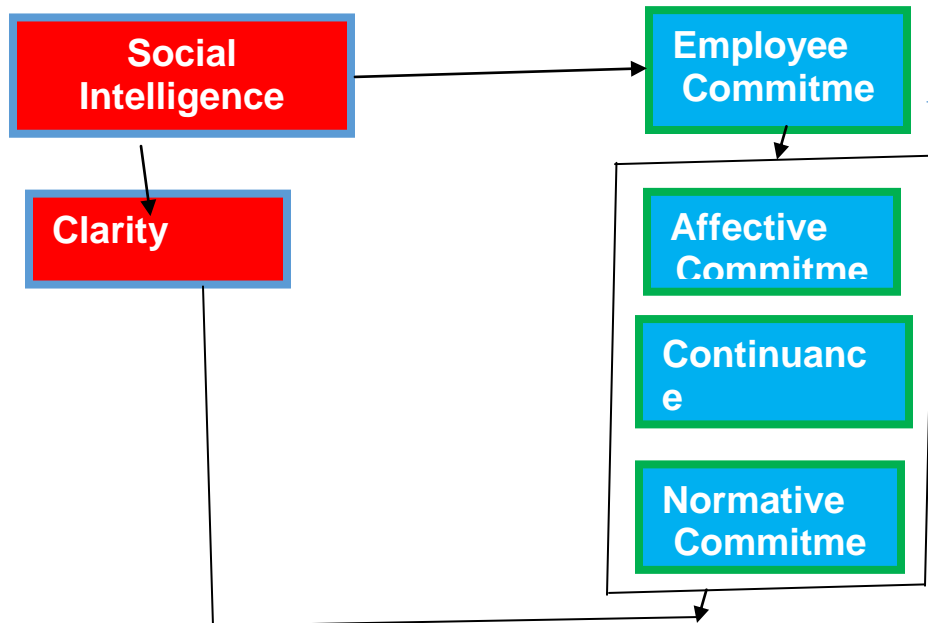 Social
Intelligence
Employee
Commitme
Clarity
Affective
Commitme
Continuanc
e
Normative
Commitme